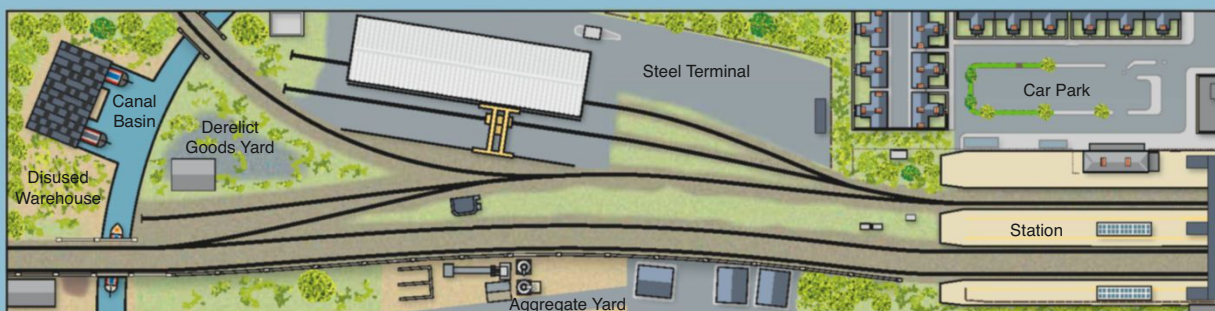 Steel Terminal
Car Park
Canal
Basin
Derelict
Goods Yard
Disused
Warehouse
Station
Aggregate Yard